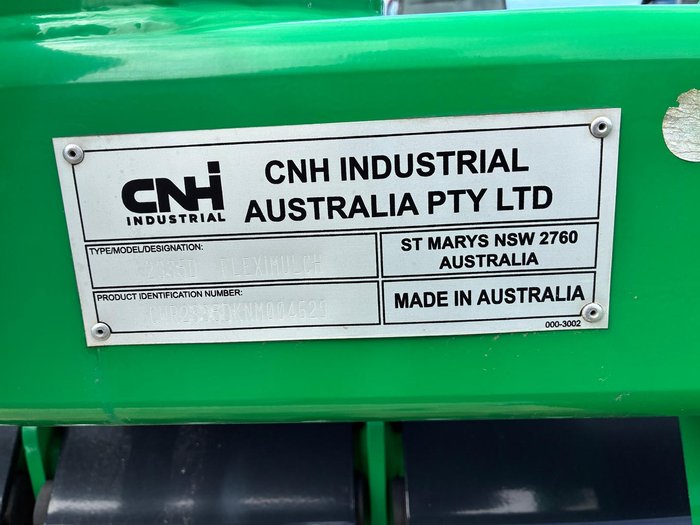 CNH
INDUSTRIAL
CNH INDUSTRIAL
AUSTRALIA PTY LTD
TYPE/MODEL/DESIGNATION:
FLEXIMULCH
ST MARYS NSW 2760
AUSTRALIA
PRODUCT IDENTIFICATION NUMBER:
MADE IN AUSTRALIA
000-3002